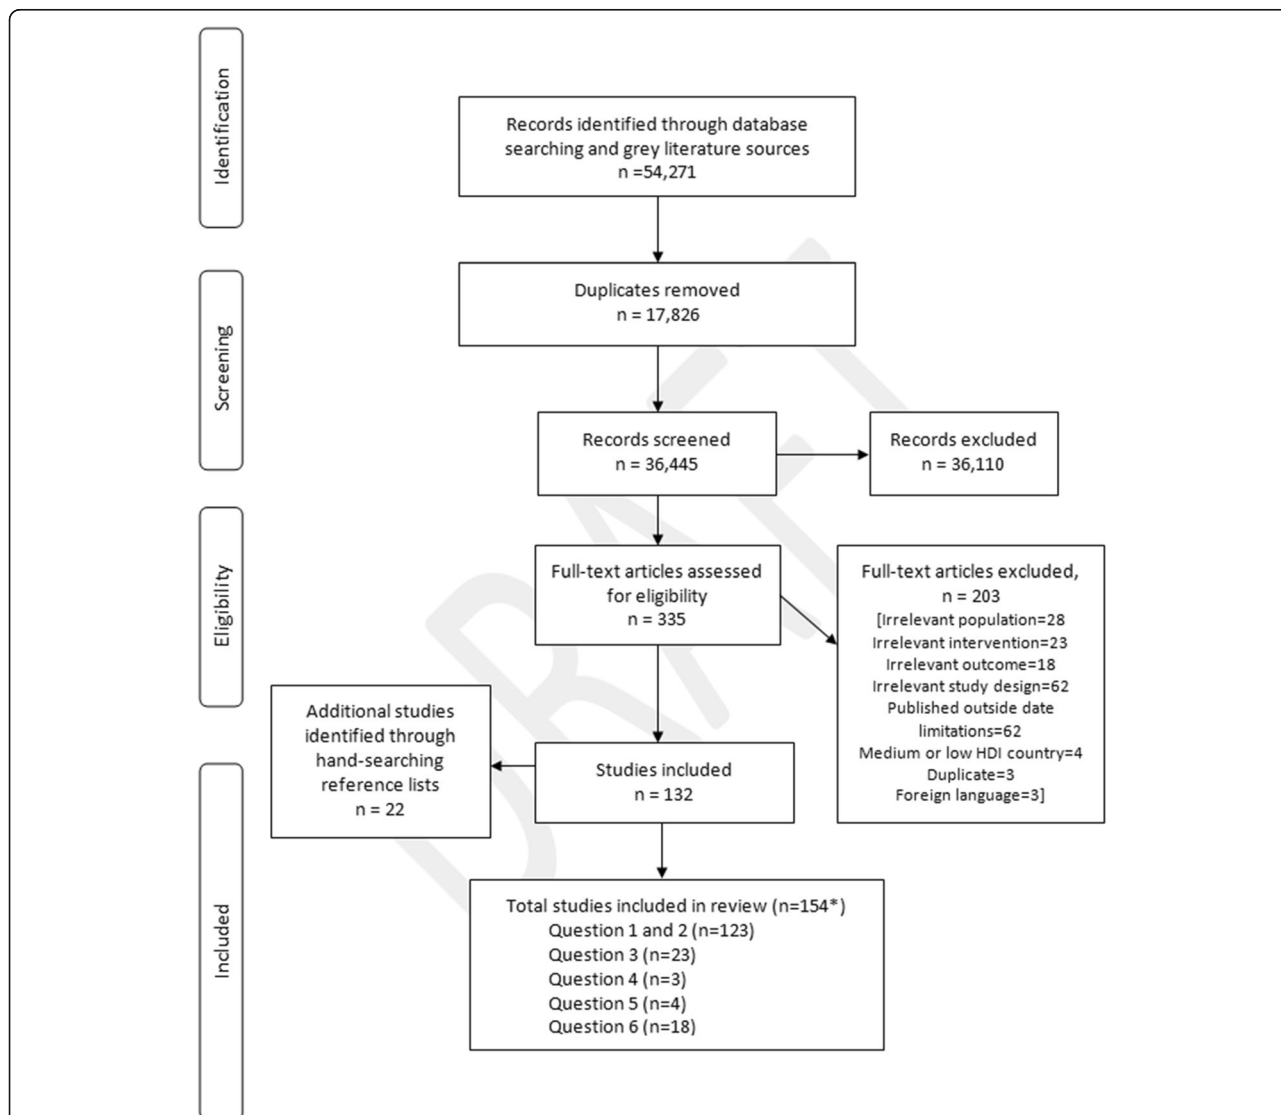 Identification
Records identified through database
searching and grey literature sources
n =54,271
Screening
Duplicates removed
n = 17,826
Records screened
n = 36,445
Records excluded
n = 36,110
Eligibility
Full-text articles assessed
for eligibility
n = 335
Full-text articles excluded,
n = 203
[Irrelevant population=28
Irrelevant intervention=23
Irrelevant outcome=18
Irrelevant study design=62
Published outside date
limitations=62
Medium or low HDI country=4
Duplicate=3
Foreign language=3]
Additional studies
identified through
hand-searching
reference lists
n = 22
Studies included
n = 132
Included
Total studies included in review (n=154*)
Question 1 and 2 (n=123)
Question 3 (n=23)
Question 4 (n=3)
Question 5 (n=4)
Question 6 (n=18)
DRAFT